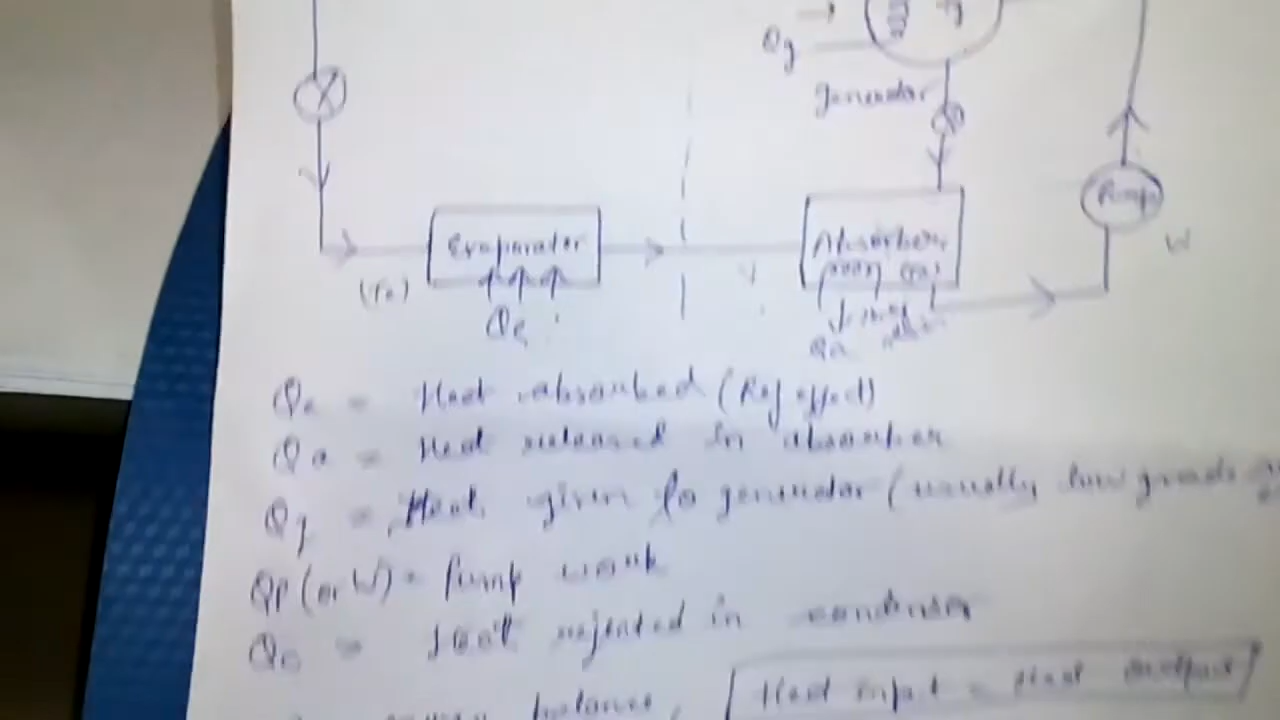 Qg
Generator
Pump
W
Evaporator
Absorber
(Te)
Qe
Qa
Qe = Heat absorbed (Ref effect)
Qa = Heat released in absorber
Qg = Heat given to generator (usually low grade
Qp (or W) = Pump work
Qc = Heat rejected in condenser
balance, Heat input = Heat output